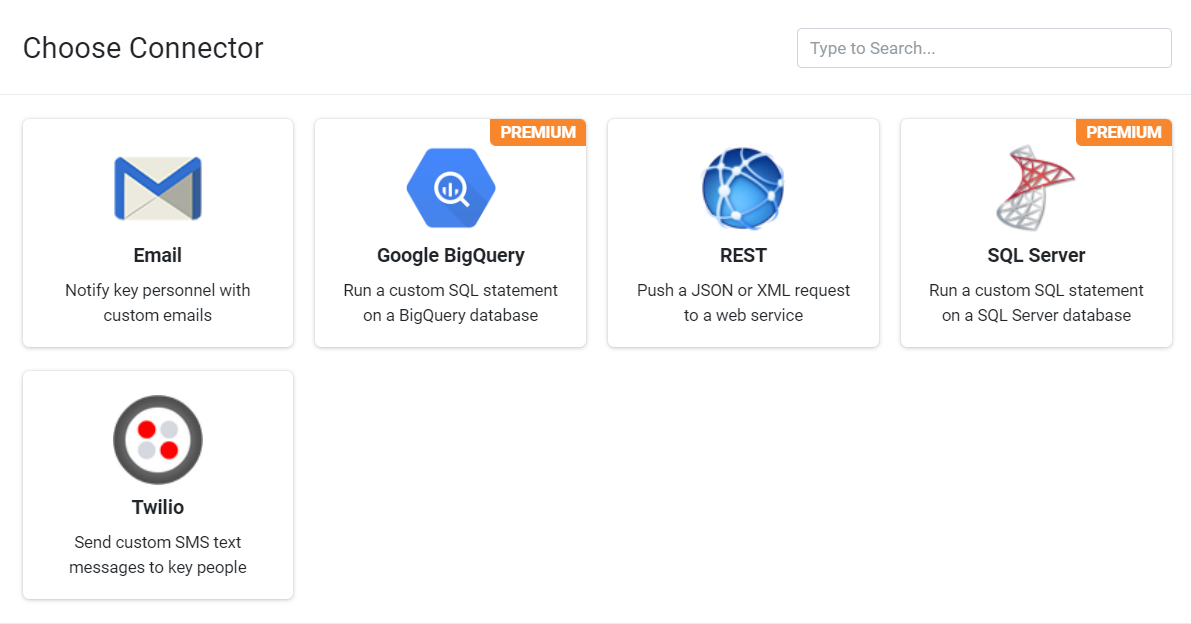 Choose Connector
Type to Search...
Email
Notify key personnel with
custom emails
PREMIUM
Google BigQuery
Run a custom SQL statement
on a BigQuery database
REST
Push a JSON or XML request
to a web service
PREMIUM
SQL Server
Run a custom SQL statement
on a SQL Server database
Twilio
Send custom SMS text
messages to key people